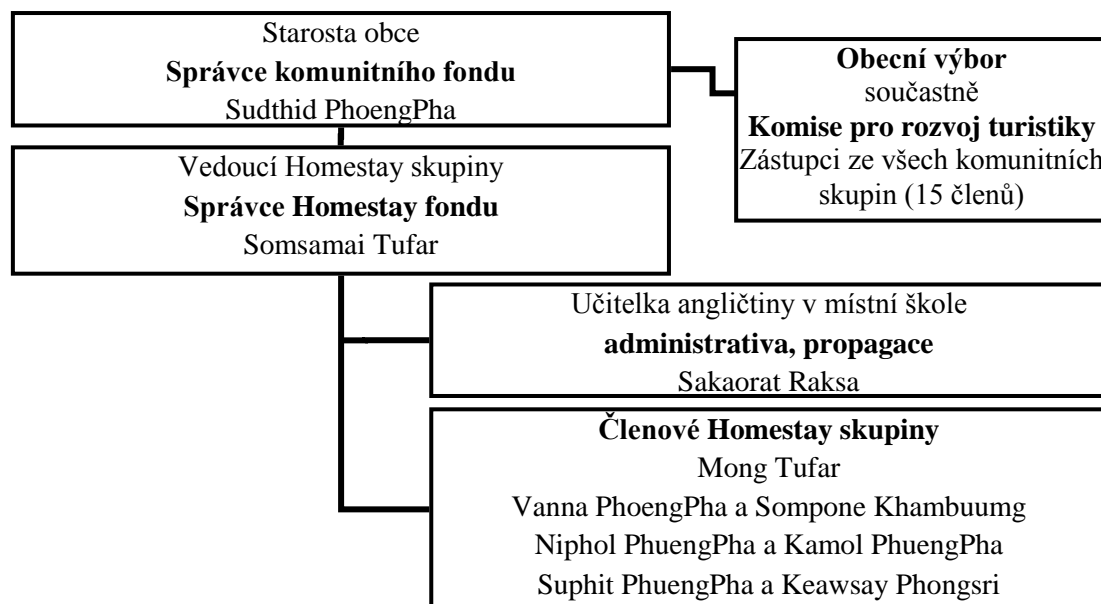 Starosta obce
Správce komunitního fondu
Sudthid PhoengPha
Obecní výbor
součastně
Komise pro rozvoj turistiky
Zástupci ze všech komunitních
skupin (15 členů)
Vedoucí Homestay skupiny
Správce Homestay fondu
Somsamai Tufar
Učitelka angličtiny v místní škole
administrativa, propagace
Sakaorat Raksa
Členové Homestay skupiny
Mong Tufar
Vanna PhoengPha a Sompone Khambuumg
Niphol PhuengPha a Kamol PhuengPha
Suphit PhuengPha a Keawsay Phongsri